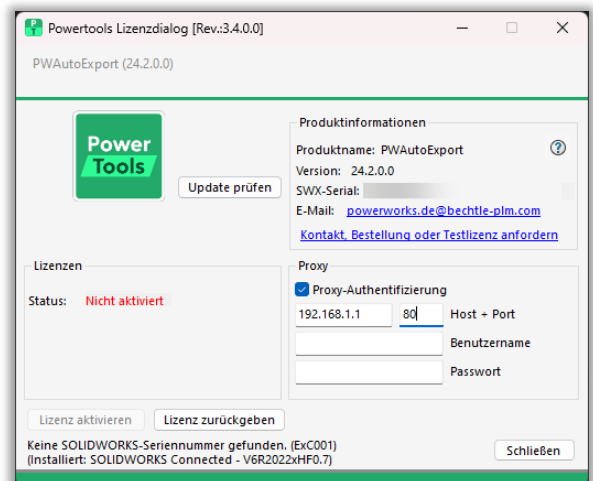 Powertools Lizenzdialog [Rev.:3.4.0.0]
PWAutoExport (24.2.0.0)
Power
Tools
Update prüfen
Produktinformationen
Produktname: PWAutoExport
Version: 24.2.0.0
SWX-Serial:
E-Mail: powerworks.de@bechtle-plm.com
Kontakt, Bestellung oder Testlizenz anfordern
Lizenzen
Status: Nicht aktiviert
Proxy
Proxy-Authentifizierung
192.168.1.1 80 Host + Port
Benutzername
Passwort
Lizenz aktivieren Lizenz zurückgeben
Keine SOLIDWORKS-Seriennummer gefunden. (ExC001)
(Installiert: SOLIDWORKS Connected - V6R2022xHF0.7)
Schließen